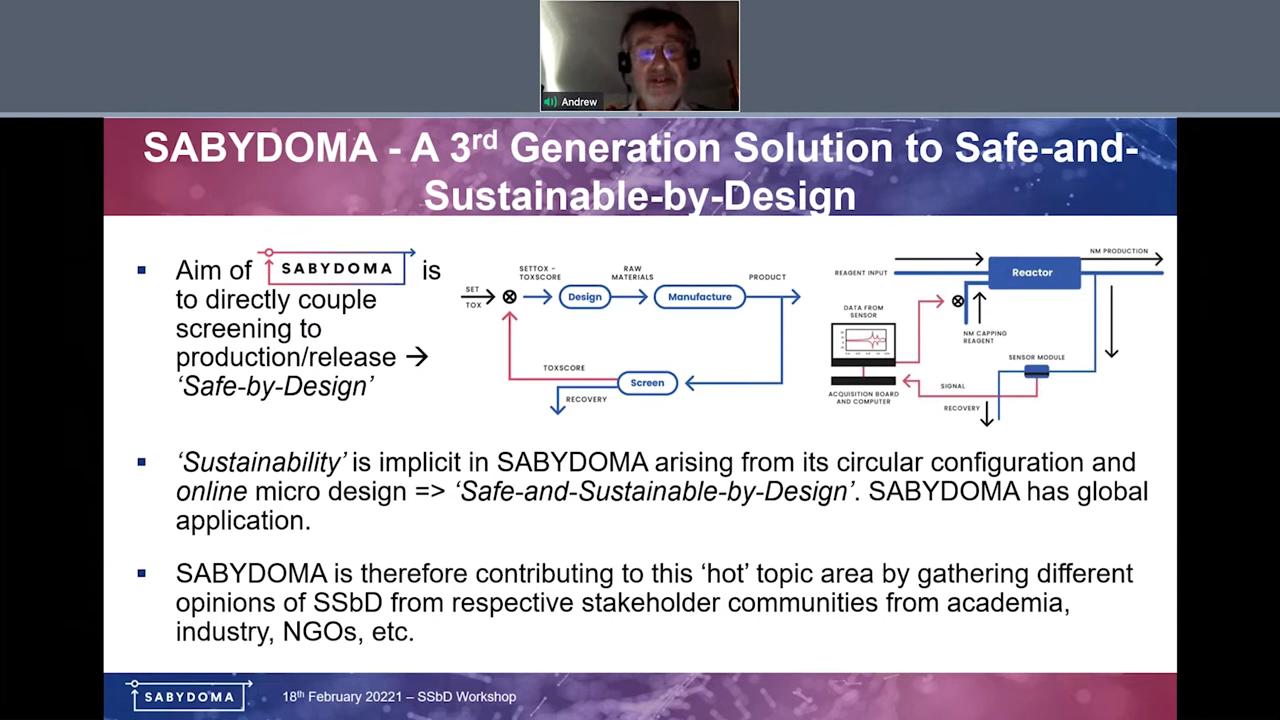 Andrew
SABYDOMA - A 3rd Generation Solution to Safe-and-
Sustainable-by-Design
Aim of SABYDOMA is
to directly couple
screening to
production/release →
‘Safe-by-Design’
SET
TOX
SETTOX –
TOXSCORE
Design
RAW
MATERIALS
Manufacture
PRODUCT
TOXSCORE
Screen
RECOVERY
NM PRODUCTION
REAGENT INPUT
Reactor
DATA FROM
SENSOR
NM CAPPING
REAGENT
SENSOR MODULE
ACQUISITION BOARD
AND COMPUTER
SIGNAL
RECOVERY
‘Sustainability’ is implicit in SABYDOMA arising from its circular configuration and
online micro design => ‘Safe-and-Sustainable-by-Design’. SABYDOMA has global
application.
SABYDOMA is therefore contributing to this ‘hot’ topic area by gathering different
opinions of SSbD from respective stakeholder communities from academia,
industry, NGOs, etc.
SABYDOMA
18th February 20221 – SSbD Workshop